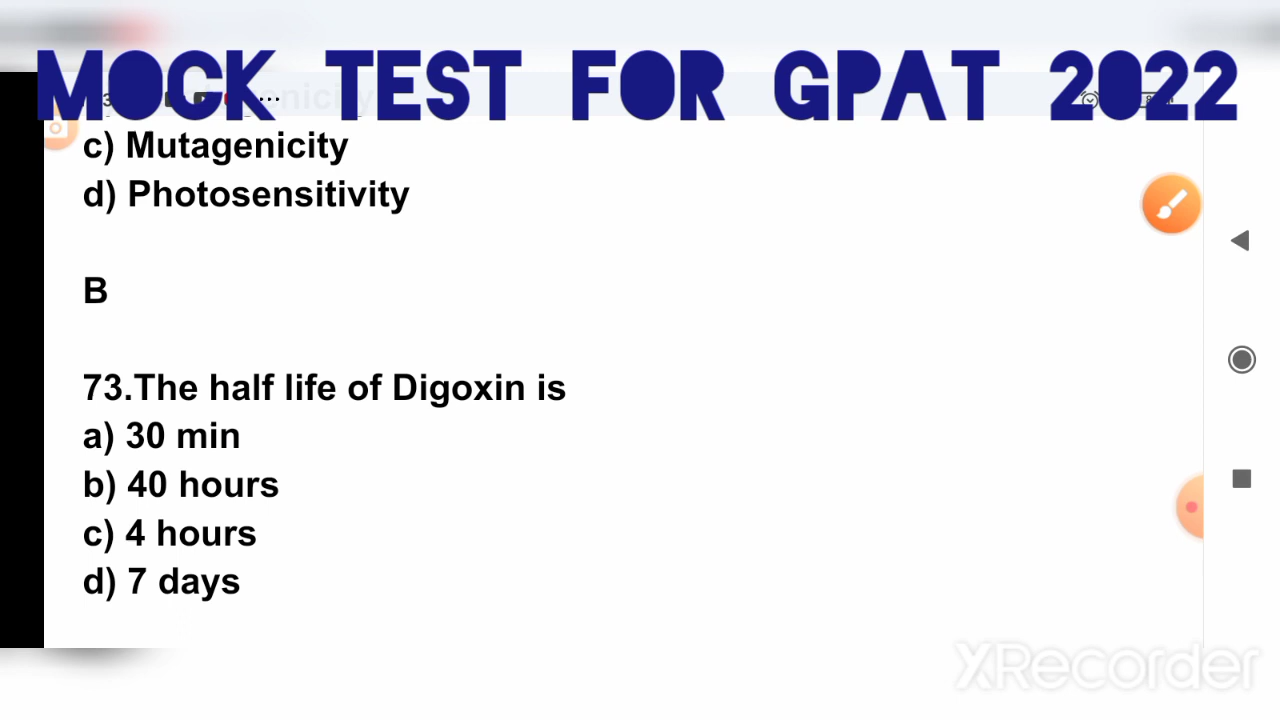 MOCK TEST FOR GPAT 2022
c) Mutagenicity
d) Photosensitivity
B
73.The half life of Digoxin is
a) 30 min
b) 40 hours
c) 4 hours
d) 7 days
XRecorder